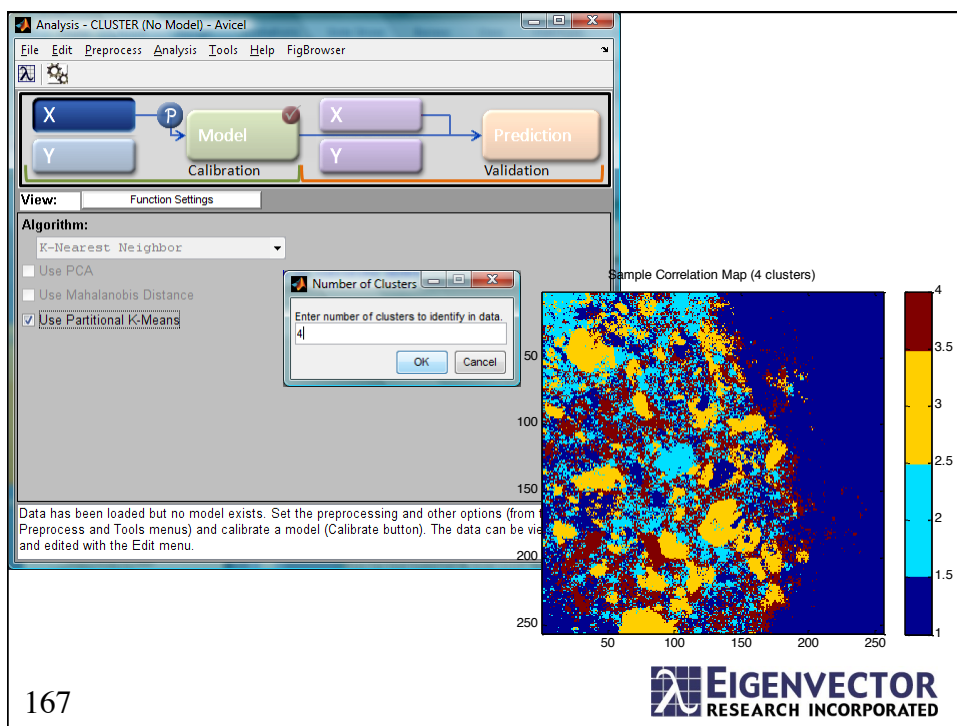 Analysis - CLUSTER (No Model) - Avicel
File Edit Preprocess Analysis Tools Help FigBrowser
λ
X
P
Model
X
Prediction
Y
Y
Calibration
Validation
View:
Function Settings
Algorithm:
K-Nearest Neighbor
Use PCA
Use Mahalanobis Distance
Use Partitional K-Means
Number of Clusters
Enter number of clusters to identify in data.
4
OK
Cancel
Data has been loaded but no model exists. Set the preprocessing and other options (from
Preprocess and Tools menus) and calibrate a model (Calibrate button). The data can be
and edited with the Edit menu.
Sample Correlation Map (4 clusters)
50
100
150
200
250
50
100
150
200
250
4
3.5
3
2.5
2
1.5
1
167
λ
EIGENVECTOR
RESEARCH INCORPORATED